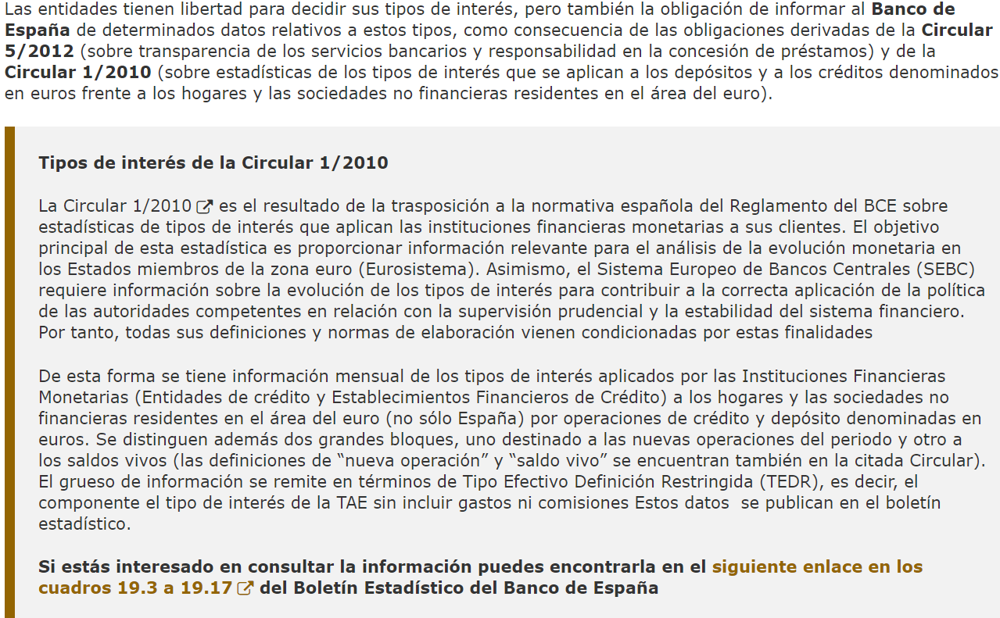 Las entidades tienen libertad para decidir sus tipos de interés, pero también la obligación de informar al Banco de
España de determinados datos relativos a estos tipos, como consecuencia de las obligaciones derivadas de la Circular
5/2012 (sobre transparencia de los servicios bancarios y responsabilidad en la concesión de préstamos) y de la
Circular 1/2010 (sobre estadísticas de los tipos de interés que se aplican a los depósitos y a los créditos denominados
en euros frente a los hogares y las sociedades no financieras residentes en el área del euro).
Tipos de interés de la Circular 1/2010
La Circular 1/2010 es el resultado de la trasposición a la normativa española del Reglamento del BCE sobre
estadísticas de tipos de interés que aplican las instituciones financieras monetarias a sus clientes. El objetivo
principal de esta estadística es proporcionar información relevante para el análisis de la evolución monetaria en
los Estados miembros de la zona euro (Eurosistema). Asimismo, el Sistema Europeo de Bancos Centrales (SEBC)
requiere información sobre la evolución de los tipos de interés para contribuir a la correcta aplicación de la política
de las autoridades competentes en relación con la supervisión prudencial y la estabilidad del sistema financiero.
Por tanto, todas sus definiciones y normas de elaboración vienen condicionadas por estas finalidades
De esta forma se tiene información mensual de los tipos de interés aplicados por las Instituciones Financieras
Monetarias (Entidades de crédito y Establecimientos Financieros de Crédito) a los hogares y las sociedades no
financieras residentes en el área del euro (no sólo España) por operaciones de crédito y depósito denominadas en
euros. Se distinguen además dos grandes bloques, uno destinado a las nuevas operaciones del periodo y otro a
los saldos vivos (las definiciones de “nueva operación” y “saldo vivo” se encuentran también en la citada Circular).
El grueso de información se remite en términos de Tipo Efectivo Definición Restringida (TEDR), es decir, el
componente el tipo de interés de la TAE sin incluir gastos ni comisiones Estos datos  se publican en el boletín
estadístico.
Si estás interesado en consultar la información puedes encontrarla en el siguiente enlace en los
cuadros 19.3 a 19.17 del Boletín Estadístico del Banco de España